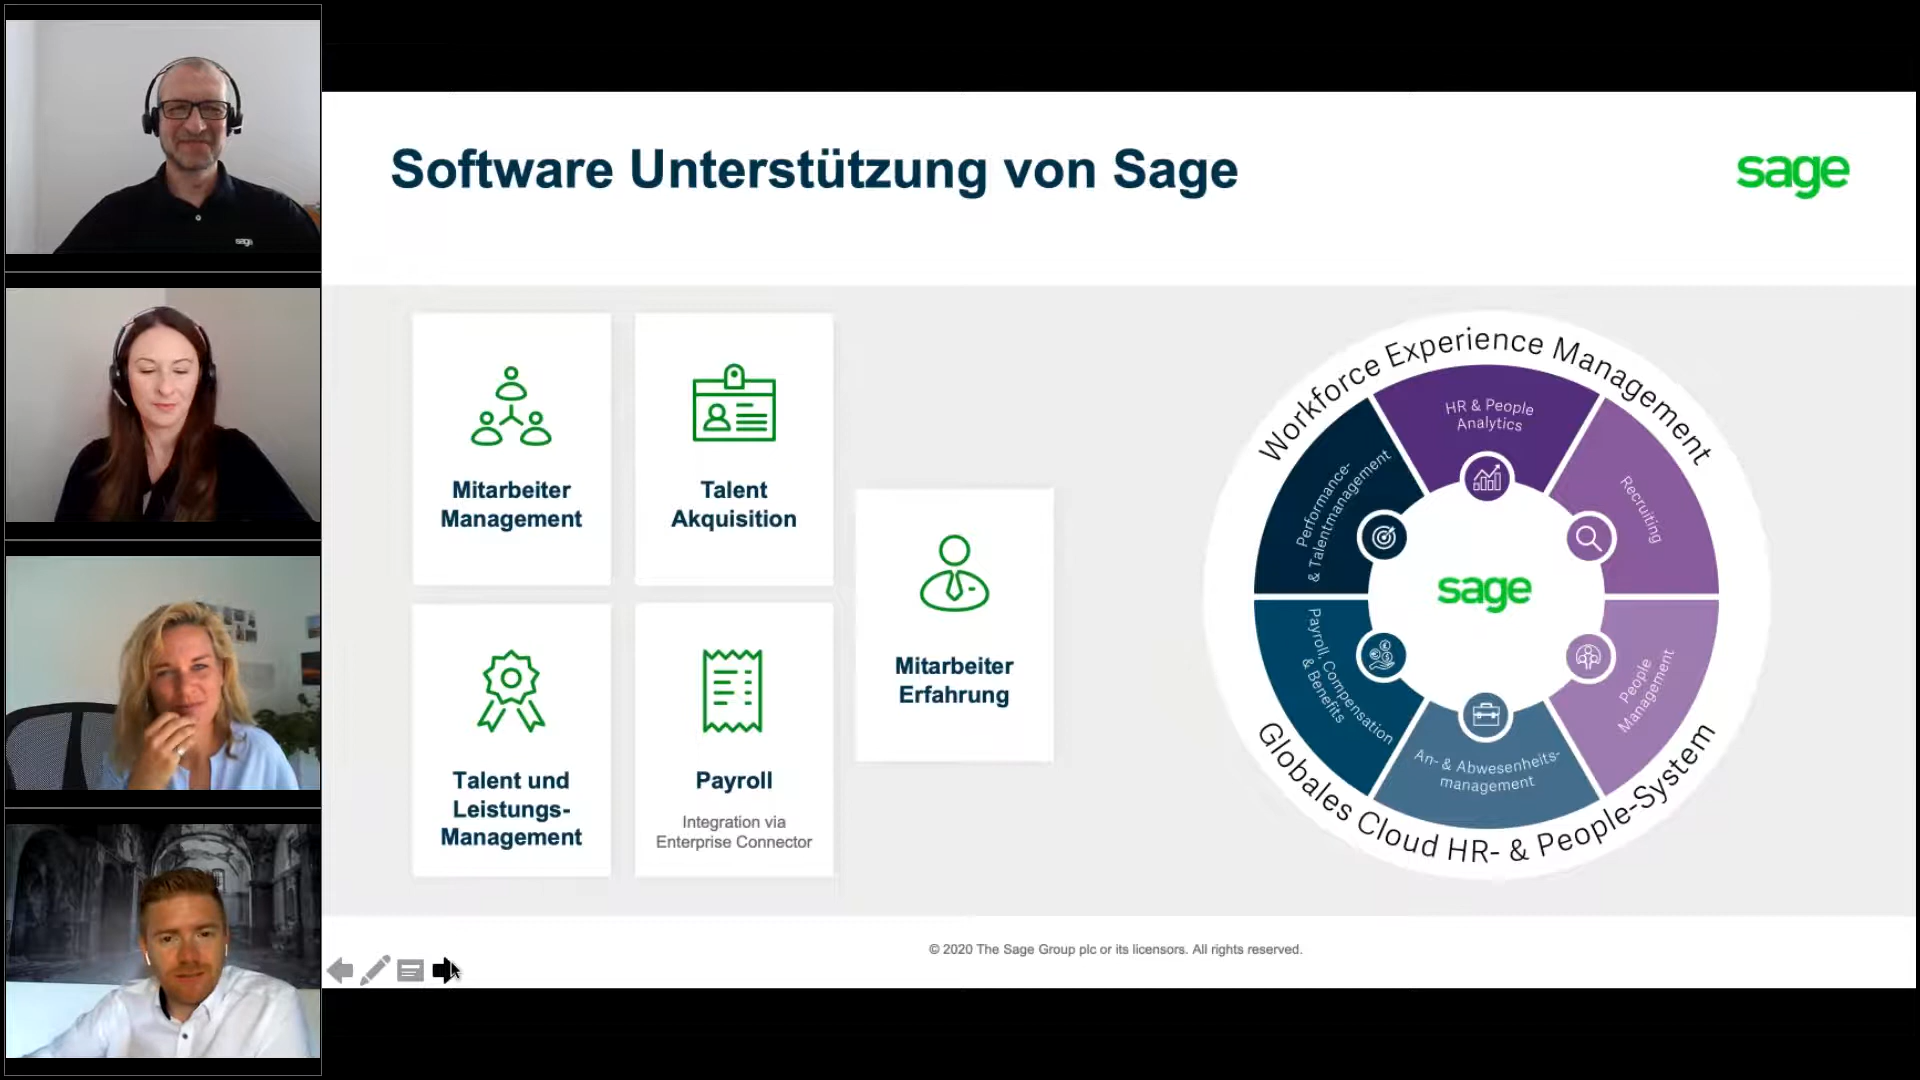 Software Unterstützung von Sage
sage
Mitarbeiter
Management
Talent
Akquisition
Talent und
Leistungs-
Management
Payroll
Integration via
Enterprise Connector
Mitarbeiter
Erfahrung
Workforce Experience Management
HR & People
Analytics
Recruiting
People
Management
An- & Abwesenheits-
management
Payroll, Compensation
& Benefits
Performance-
& Talentmanagement
sage
Globales Cloud HR- & People-System
© 2020 The Sage Group plc or its licensors. All rights reserved.
sage